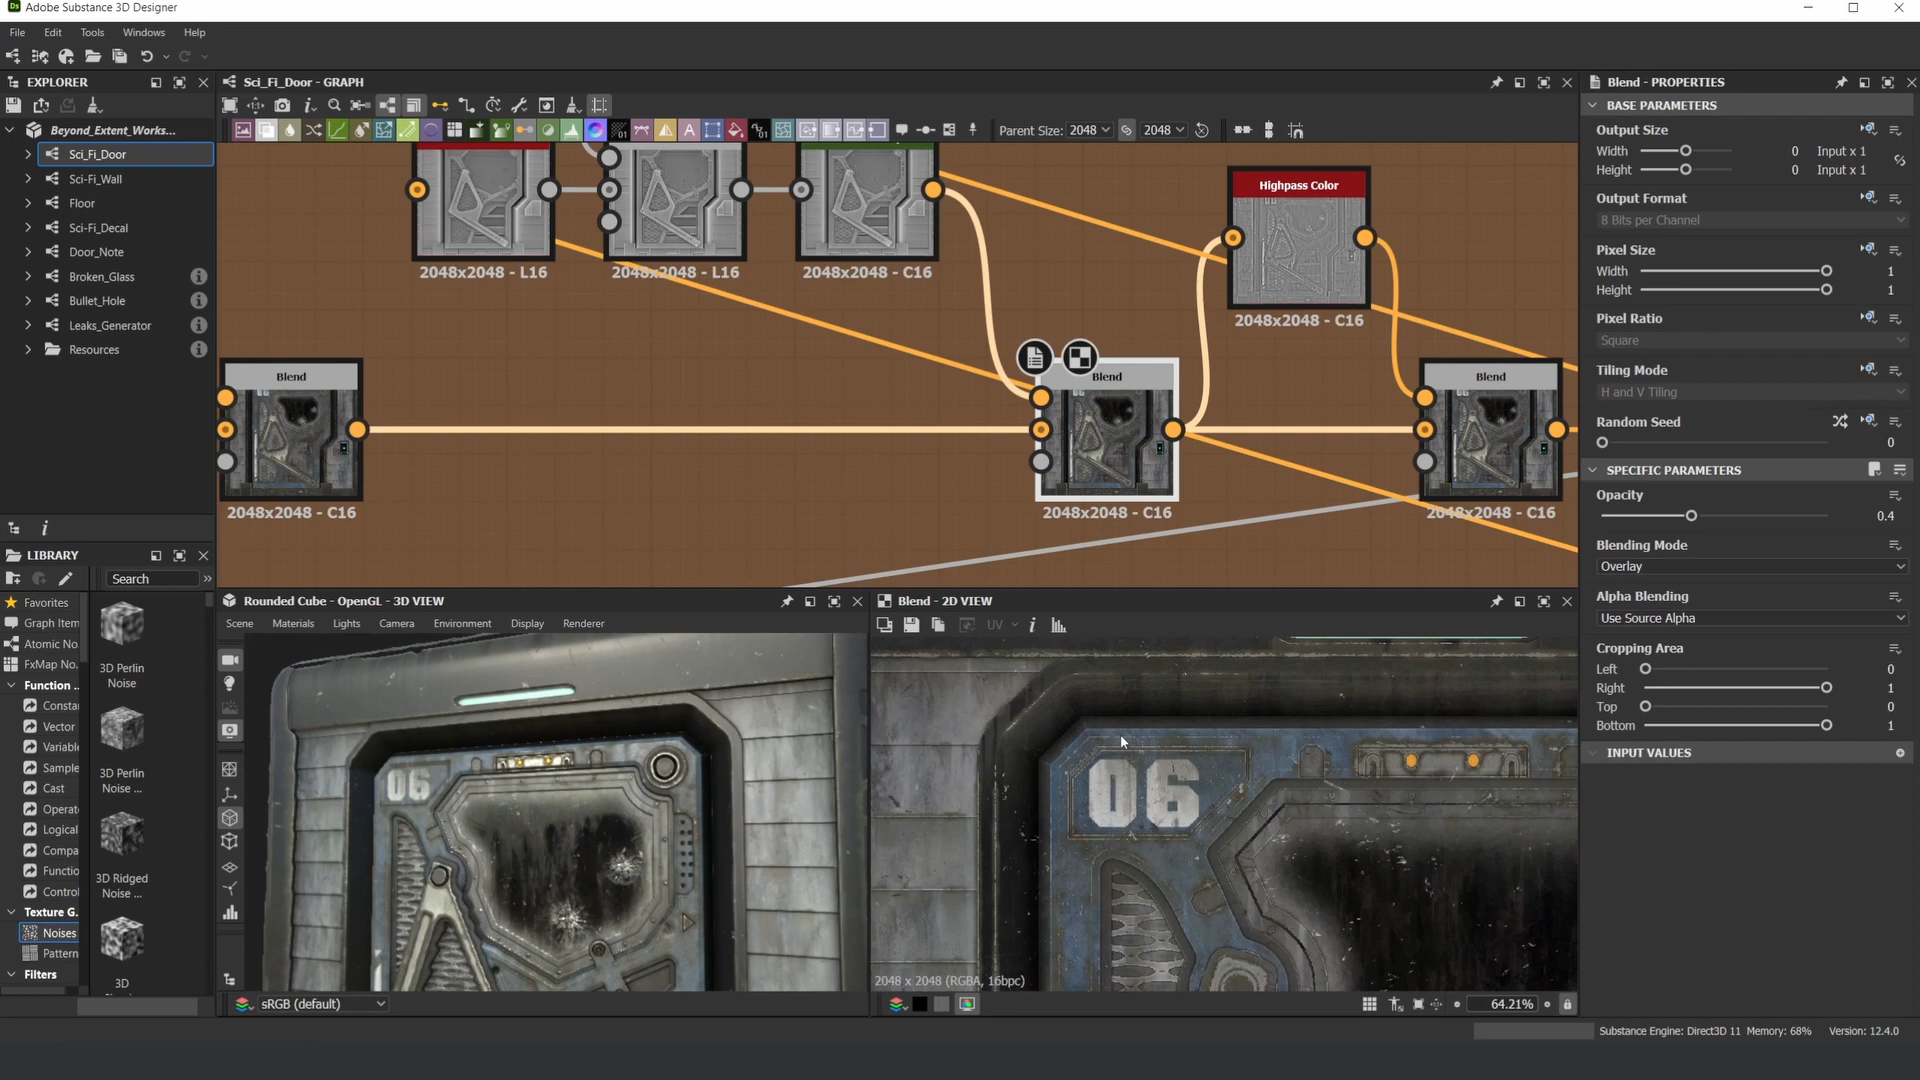 Adobe Substance 3D Designer
File Edit Tools Windows Help
EXPLORER
Beyond_Extent_Works...
Sci_Fi_Door
Sci-Fi_Wall
Floor
Sci-Fi_Decal
Door_Note
Broken_Glass
Bullet_Hole
Leaks_Generator
Resources
LIBRARY
Search
Favorites
Graph Item
Atomic No
FxMap No.
Function ..
Consta
Vector
Variable
Sample
Cast
Operat
Logical
Compa
Functio
Control
Texture G.
Noises
Pattern
Filters
3D Perlin
Noise
3D Perlin
Noise ...
3D Ridged
Noise ...
3D
Sci_Fi_Door - GRAPH
Parent Size: 2048 2048
2048x2048 - L16
2048x2048 - L16
2048x2048 - C16
Highpass Color
2048x2048 - C16
Blend
2048x2048 - C16
Blend
2048x2048 - C16
Blend
2048x2048 - C16
Rounded Cube - OpenGL - 3D VIEW
Scene Materials Lights Camera Environment Display Renderer
06
sRGB (default)
Blend - 2D VIEW
UV
06
2048 x 2048 (RGBA, 16bpc)
64.21%
Blend - PROPERTIES
BASE PARAMETERS
Output Size
Width 0 Input x 1
Height 0 Input x 1
Output Format
8 Bits per Channel
Pixel Size
Width 1
Height 1
Pixel Ratio
Square
Tiling Mode
H and V Tiling
Random Seed
0
SPECIFIC PARAMETERS
Opacity
0.4
Blending Mode
Overlay
Alpha Blending
Use Source Alpha
Cropping Area
Left 0
Right 1
Top 0
Bottom 1
INPUT VALUES
Substance Engine: Direct3D 11 Memory: 68% Version: 12.4.0